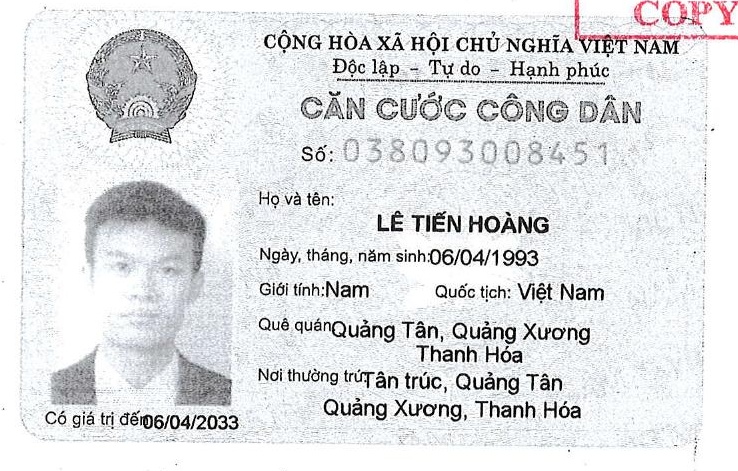 COPY
CỘNG HÒA XÃ HỘI CHỦ NGHĨA VIỆT NAM
Độc lập - Tự do - Hạnh phúc
CĂN CƯỚC CÔNG DÂN
Số: 038093008451
Họ và tên:
LÊ TIẾN HOÀNG
Ngày, tháng, năm sinh:06/04/1993
Giới tính:Nam Quốc tịch: Việt Nam
Quê quán Quảng Tân, Quảng Xương
Thanh Hóa
Nơi thường trú Tân trúc, Quảng Tân
Quảng Xương, Thanh Hóa
Có giá trị đến 06/04/2033